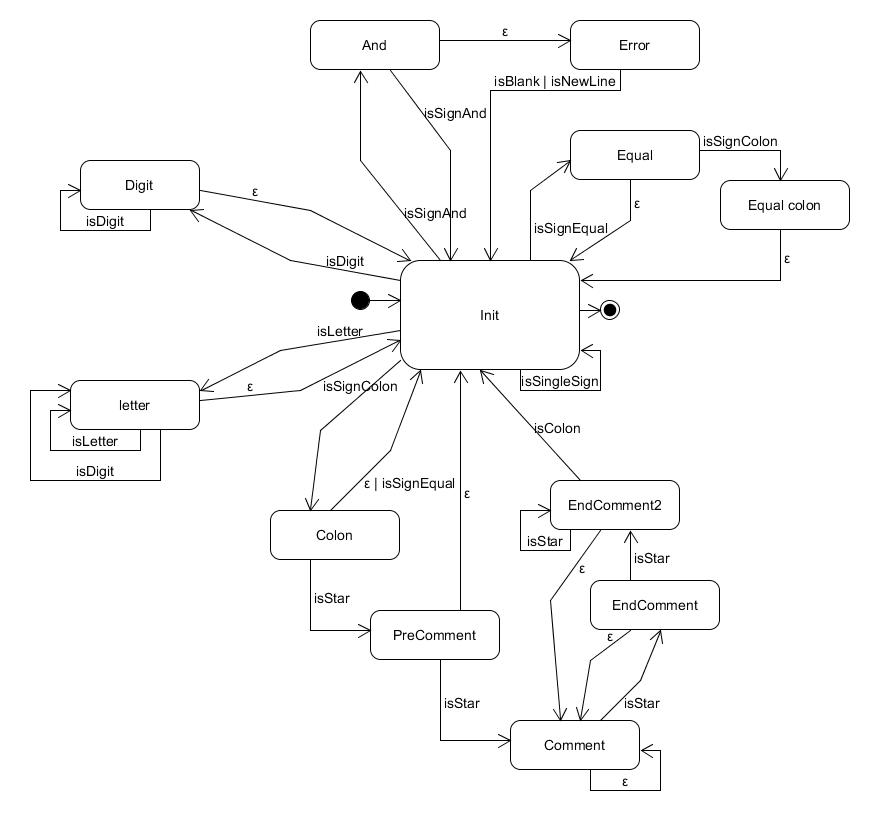 And
ε
Error
isBlank | isNewLine
isSignAnd
isSignColon
Equal
Digit
ε
ε
Equal colon
isDigit
isSignAnd
isSignEqual
isDigit
ε
Init
isLetter
isSingleSign
ε
isSignColon
letter
isColon
isLetter
isDigit
ε | isSignEqual
ε
EndComment2
Colon
isStar
isStar
ε
isStar
EndComment
PreComment
ε
isStar
isStar
Comment
ε